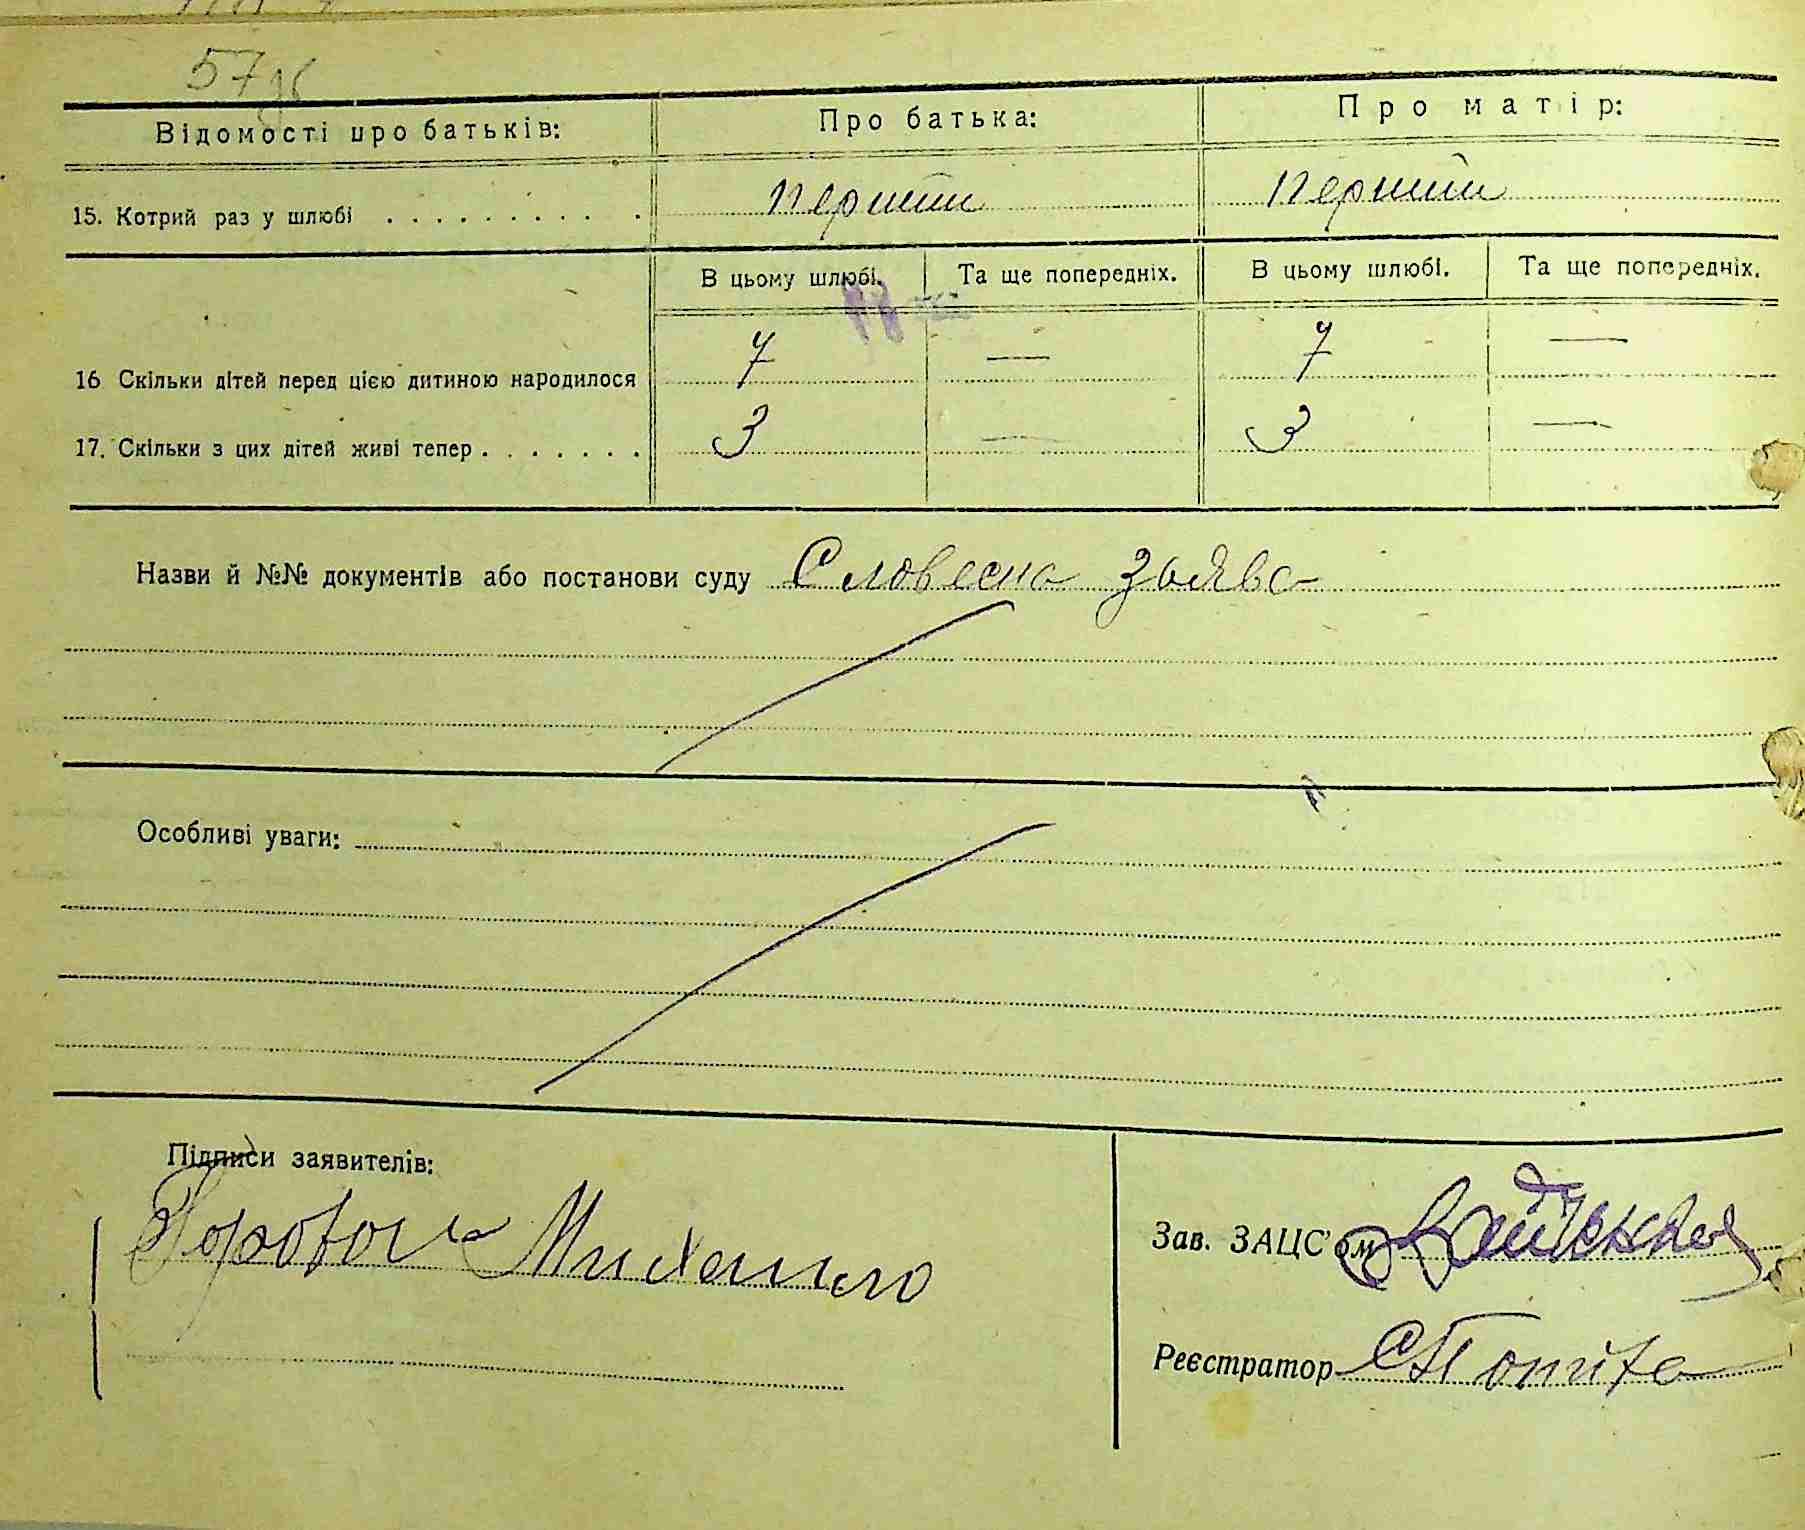 57
Відомості про батьків: Про батька: Про матір:
15. Котрий раз у шлюбі . . . . . . . . . . . перший перший
В цьому шлюбі. Та ще попередніх. В цьому шлюбі. Та ще попередніх.
16 Скільки дітей перед цією дитиною народилося 7 — 7 —
17. Скільки з цих дітей живі тепер . . . . . . . 3 — 3 —
Назви й №№ документів або постанови суду Словесна заява
Особливі уваги:
Підписи заявителів:
Михайло
Зав. ЗАЦС'ом
Реєстратор